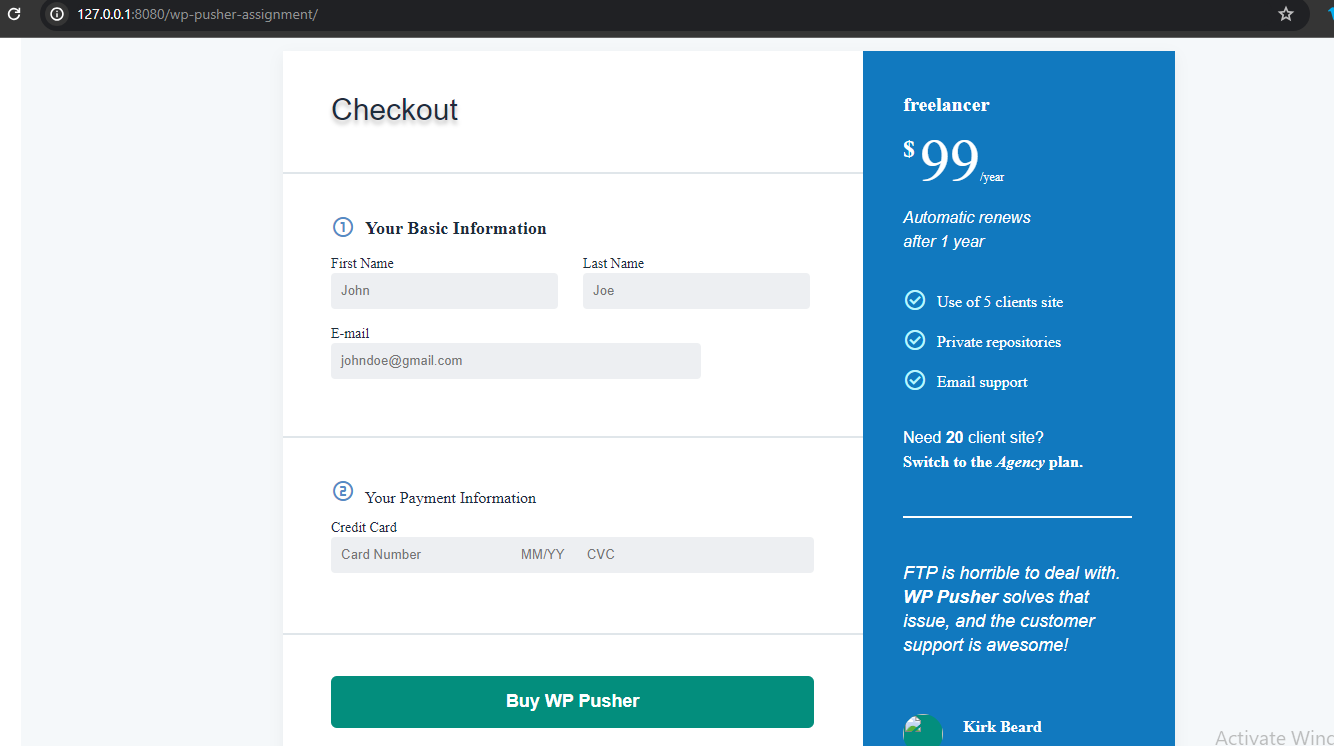 127.0.0.1:8080/wp-pusher-assignment/
Checkout
1 Your Basic Information
First Name Last Name
John Joe
E-mail
johndoe@gmail.com
2 Your Payment Information
Credit Card
Card Number MM/YY CVC
Buy WP Pusher
freelancer
$99/year
Automatic renews
after 1 year
Use of 5 clients site
Private repositories
Email support
Need 20 client site?
Switch to the Agency plan.
FTP is horrible to deal with.
WP Pusher solves that
issue, and the customer
support is awesome!
Kirk Beard
Activate Wind